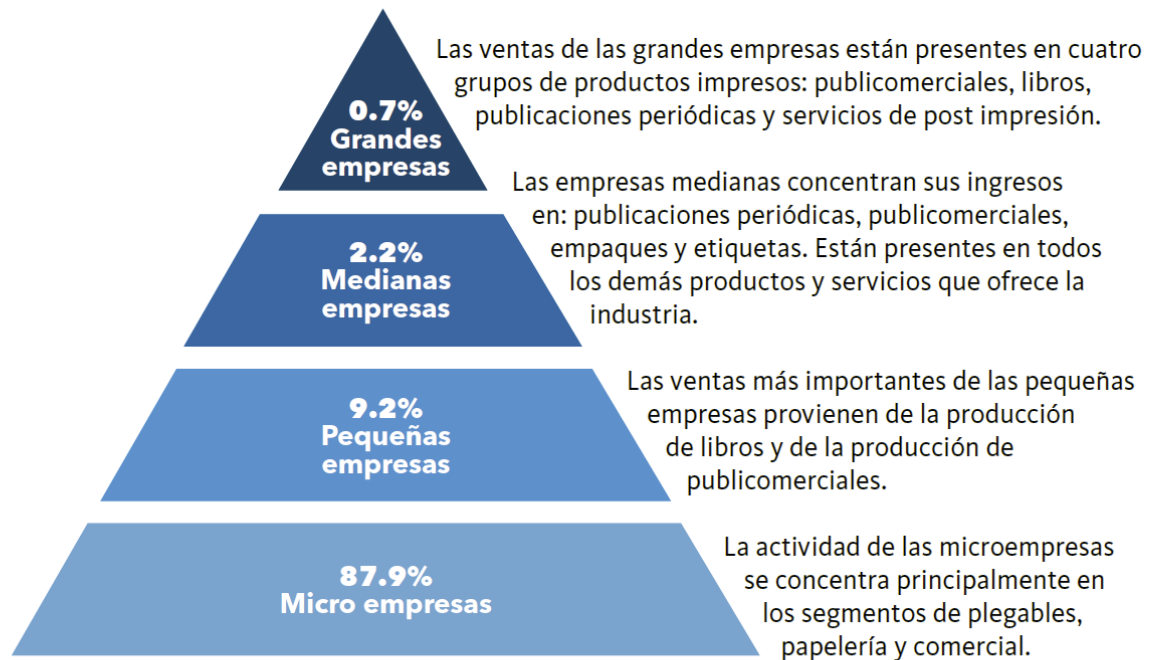 Las ventas de las grandes empresas están presentes en cuatro
grupos de productos impresos: publicomerciales, libros,
publicaciones periódicas y servicios de post impresión.
0.7%
Grandes
empresas
Las empresas medianas concentran sus ingresos
en: publicaciones periódicas, publicomerciales,
empaques y etiquetas. Están presentes en todos
los demás productos y servicios que ofrece la
industria.
2.2%
Medianas
empresas
Las ventas más importantes de las pequeñas
empresas provienen de la producción
de libros y de la producción de
publicomerciales.
9.2%
Pequeñas
empresas
La actividad de las microempresas
se concentra principalmente en
los segmentos de plegables,
papelería y comercial.
87.9%
Micro empresas